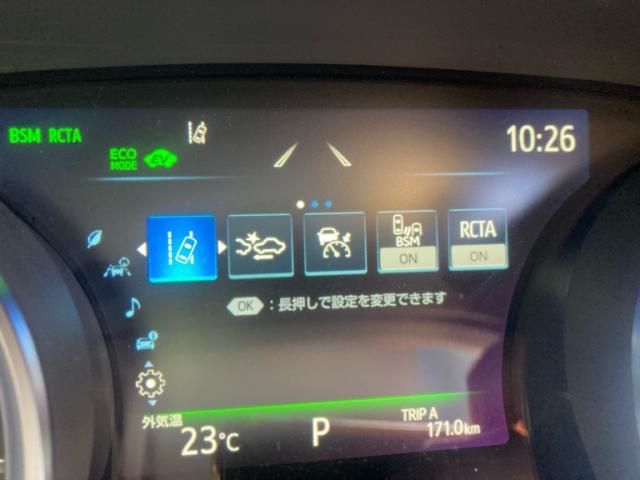 BSM RCTA
10:26
ECO
MODE
EV
BSM
ON
RCTA
ON
OK :長押しで設定を変更できます
外気温
23℃
P
TRIP A
171.0km